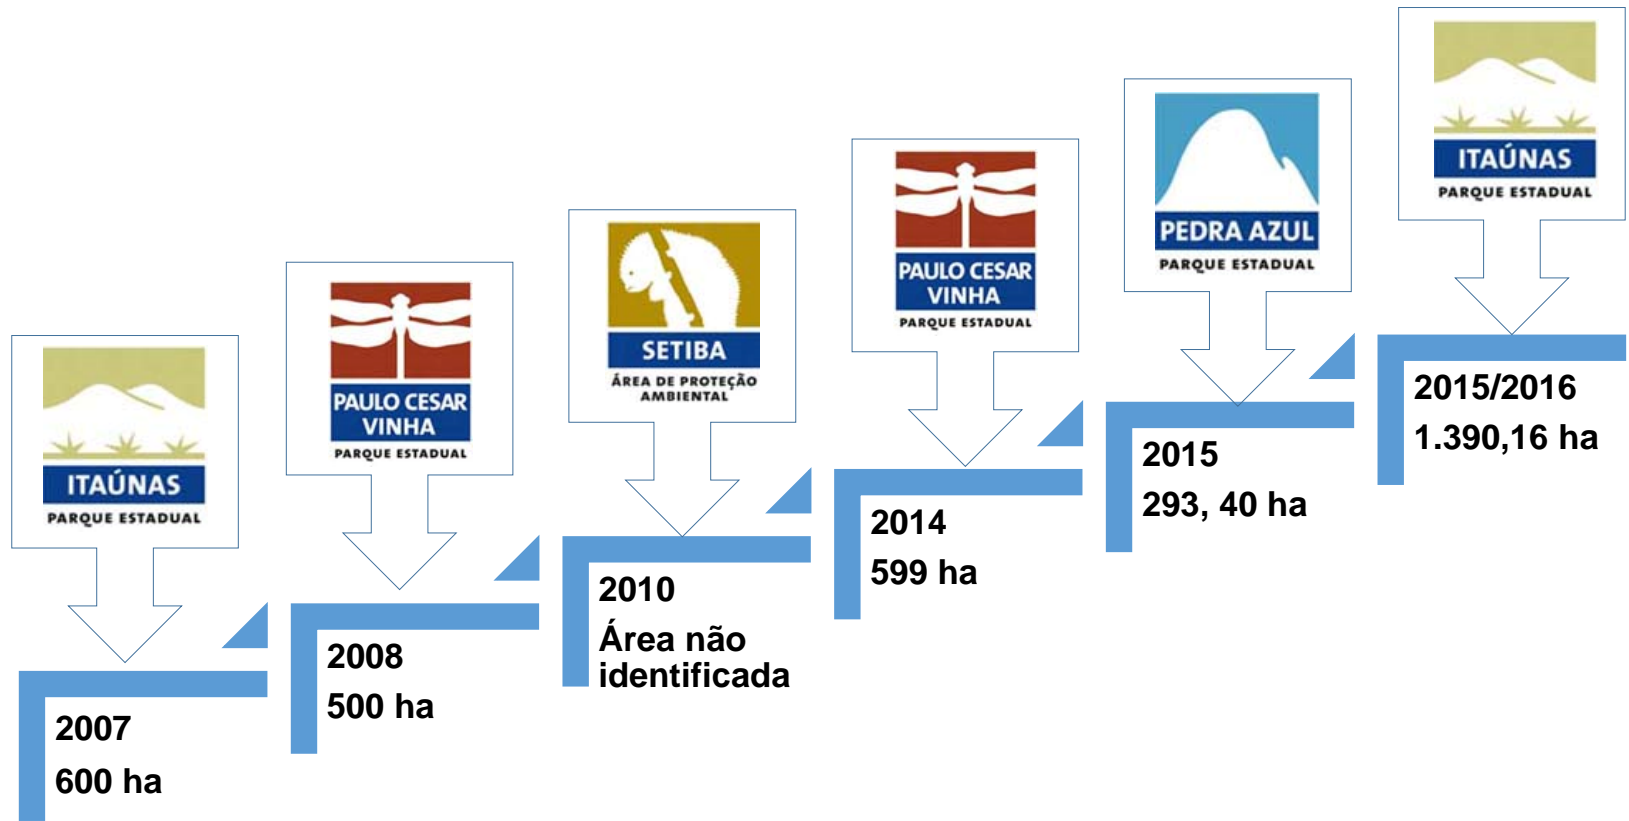 ITAÚNAS
PARQUE ESTADUAL
2007
600 ha
PAULO CESAR
VINHA
PARQUE ESTADUAL
2008
500 ha
SETIBA
ÁREA DE PROTEÇÃO
AMBIENTAL
2010
Área não
identificada
PAULO CESAR
VINHA
PARQUE ESTADUAL
2014
599 ha
PEDRA AZUL
PARQUE ESTADUAL
2015
293, 40 ha
ITAÚNAS
PARQUE ESTADUAL
2015/2016
1.390,16 ha